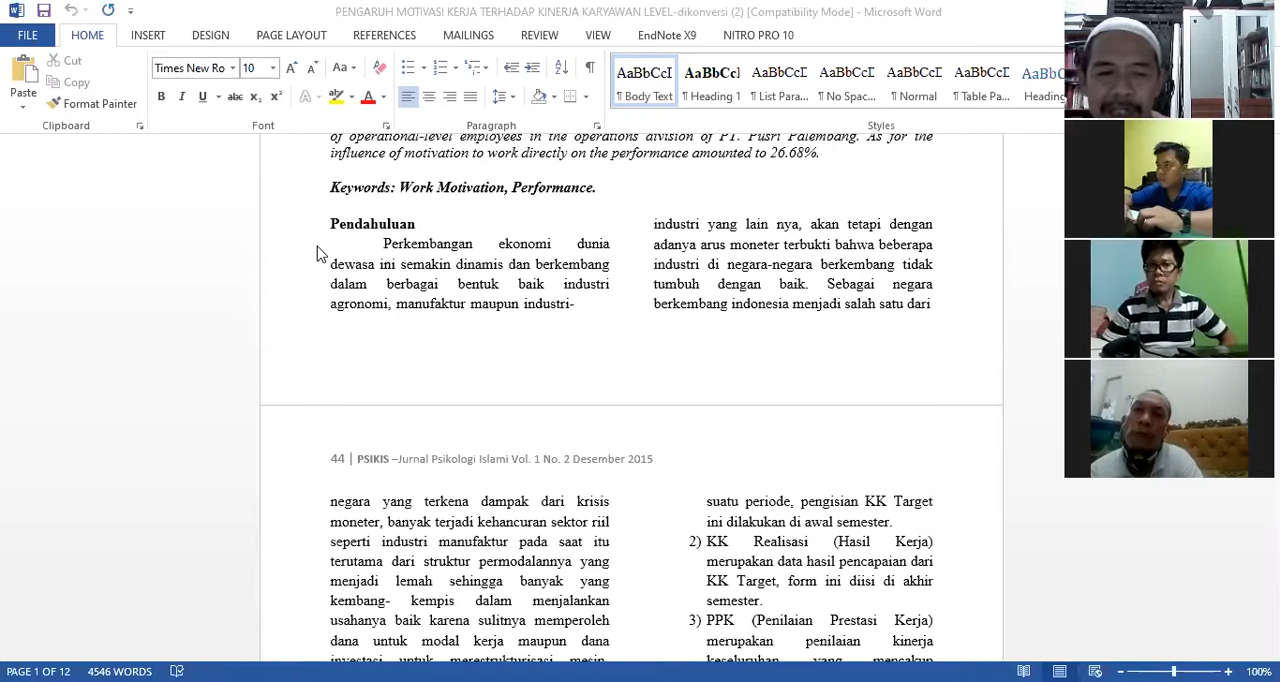 PENGARUH MOTIVASI KERJA TERHADAP KINERJA KARYAWAN LEVEL-dikonversi (2) [Compatibility Mode] - Microsoft Word
FILE HOME INSERT DESIGN PAGE LAYOUT REFERENCES MAILINGS REVIEW VIEW EndNote X9 NITRO PRO 10
Paste
Cut
Copy
Format Painter
Clipboard
Times New Ro 10
Font
Paragraph
AaBbCcI AaBbCc] AaBbCcD AaBbCcD AaBbCcD AaBbCcD AaBbC
¶ Body Text ¶ Heading 1 ¶ List Para... ¶ No Spac... ¶ Normal ¶ Table Pa... Heading
Styles
of operational-level employees in the operations division of PT. Pusri Palembang. As for the
influence of motivation to work directly on the performance amounted to 26.68%.
Keywords: Work Motivation, Performance.
Pendahuluan
Perkembangan ekonomi dunia
dewasa ini semakin dinamis dan berkembang
dalam berbagai bentuk baik industri
agronomi, manufaktur maupun industri-
industri yang lain nya, akan tetapi dengan
adanya arus moneter terbukti bahwa beberapa
industri di negara-negara berkembang tidak
tumbuh dengan baik. Sebagai negara
berkembang indonesia menjadi salah satu dari
44 | PSIKIS –Jurnal Psikologi Islami Vol. 1 No. 2 Desember 2015
negara yang terkena dampak dari krisis
moneter, banyak terjadi kehancuran sektor riil
seperti industri manufaktur pada saat itu
terutama dari struktur permodalannya yang
menjadi lemah sehingga banyak yang
kembang- kempis dalam menjalankan
usahanya baik karena sulitnya memperoleh
dana untuk modal kerja maupun dana
investasi untuk merestrukturisasi mesin
suatu periode, pengisian KK Target
ini dilakukan di awal semester.
2) KK Realisasi (Hasil Kerja)
merupakan data hasil pencapaian dari
KK Target, form ini diisi di akhir
semester.
3) PPK (Penilaian Prestasi Kerja)
merupakan penilaian kinerja
keseluruhan yang mencakup
PAGE 1 OF 12 4546 WORDS
100%